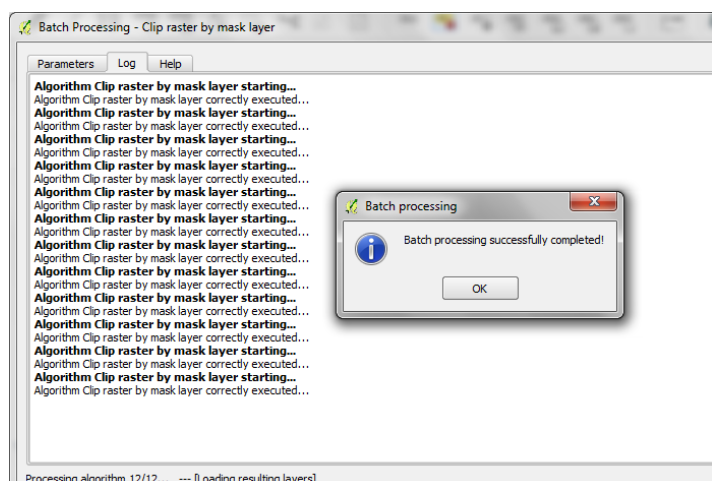 Batch Processing - Clip raster by mask layer
Parameters
Log
Help
Algorithm Clip raster by mask layer starting...
Algorithm Clip raster by mask layer correctly executed...
Algorithm Clip raster by mask layer starting...
Algorithm Clip raster by mask layer correctly executed...
Algorithm Clip raster by mask layer starting...
Algorithm Clip raster by mask layer correctly executed...
Algorithm Clip raster by mask layer starting...
Algorithm Clip raster by mask layer correctly executed...
Algorithm Clip raster by mask layer starting...
Algorithm Clip raster by mask layer correctly executed...
Algorithm Clip raster by mask layer starting...
Algorithm Clip raster by mask layer correctly executed...
Algorithm Clip raster by mask layer starting...
Algorithm Clip raster by mask layer correctly executed...
Algorithm Clip raster by mask layer starting...
Algorithm Clip raster by mask layer correctly executed...
Algorithm Clip raster by mask layer starting...
Algorithm Clip raster by mask layer correctly executed...
Algorithm Clip raster by mask layer starting...
Algorithm Clip raster by mask layer correctly executed...
Algorithm Clip raster by mask layer starting...
Algorithm Clip raster by mask layer correctly executed...
Algorithm Clip raster by mask layer starting...
Algorithm Clip raster by mask layer correctly executed...
Batch processing
Batch processing successfully completed!
OK
Processing algorithm 12/12... --- [Loading resulting layers]